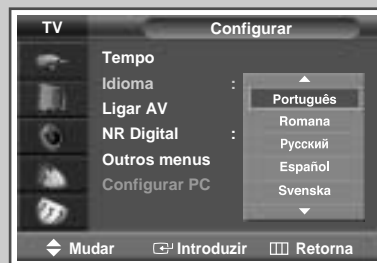 TV Configurar
Tempo
Idioma :
Ligar AV
NR Digital :
Outros menus
Configurar PC
Português
Romana
Русский
Español
Svenska
Mudar Introduzir Retorna